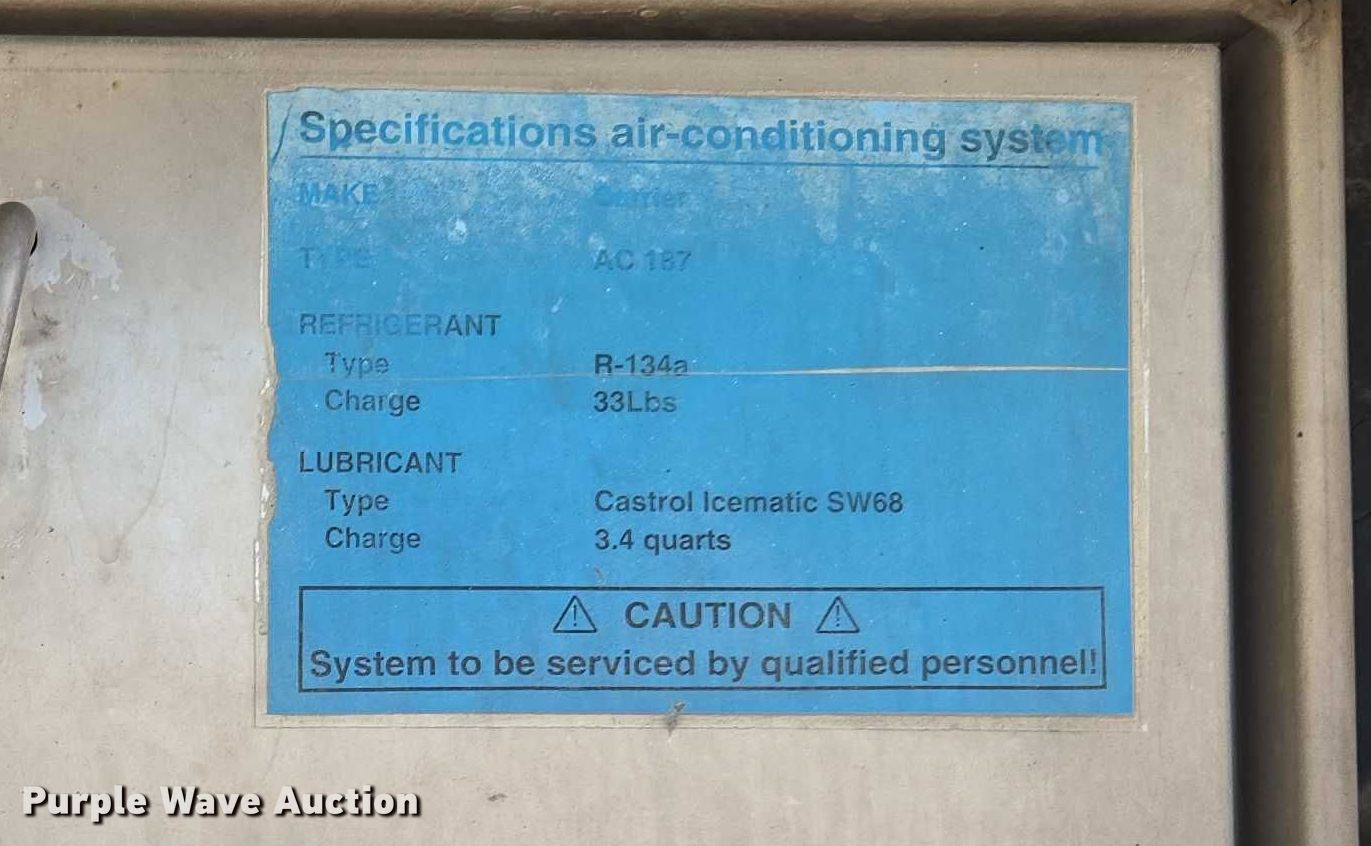 Specifications air-conditioning system
MAKE Carrier
TYPE AC 187
REFRIGERANT
Type R-134a
Charge 33Lbs
LUBRICANT
Type Castrol Icematic SW68
Charge 3.4 quarts
CAUTION
System to be serviced by qualified personnel!
Purple Wave Auction